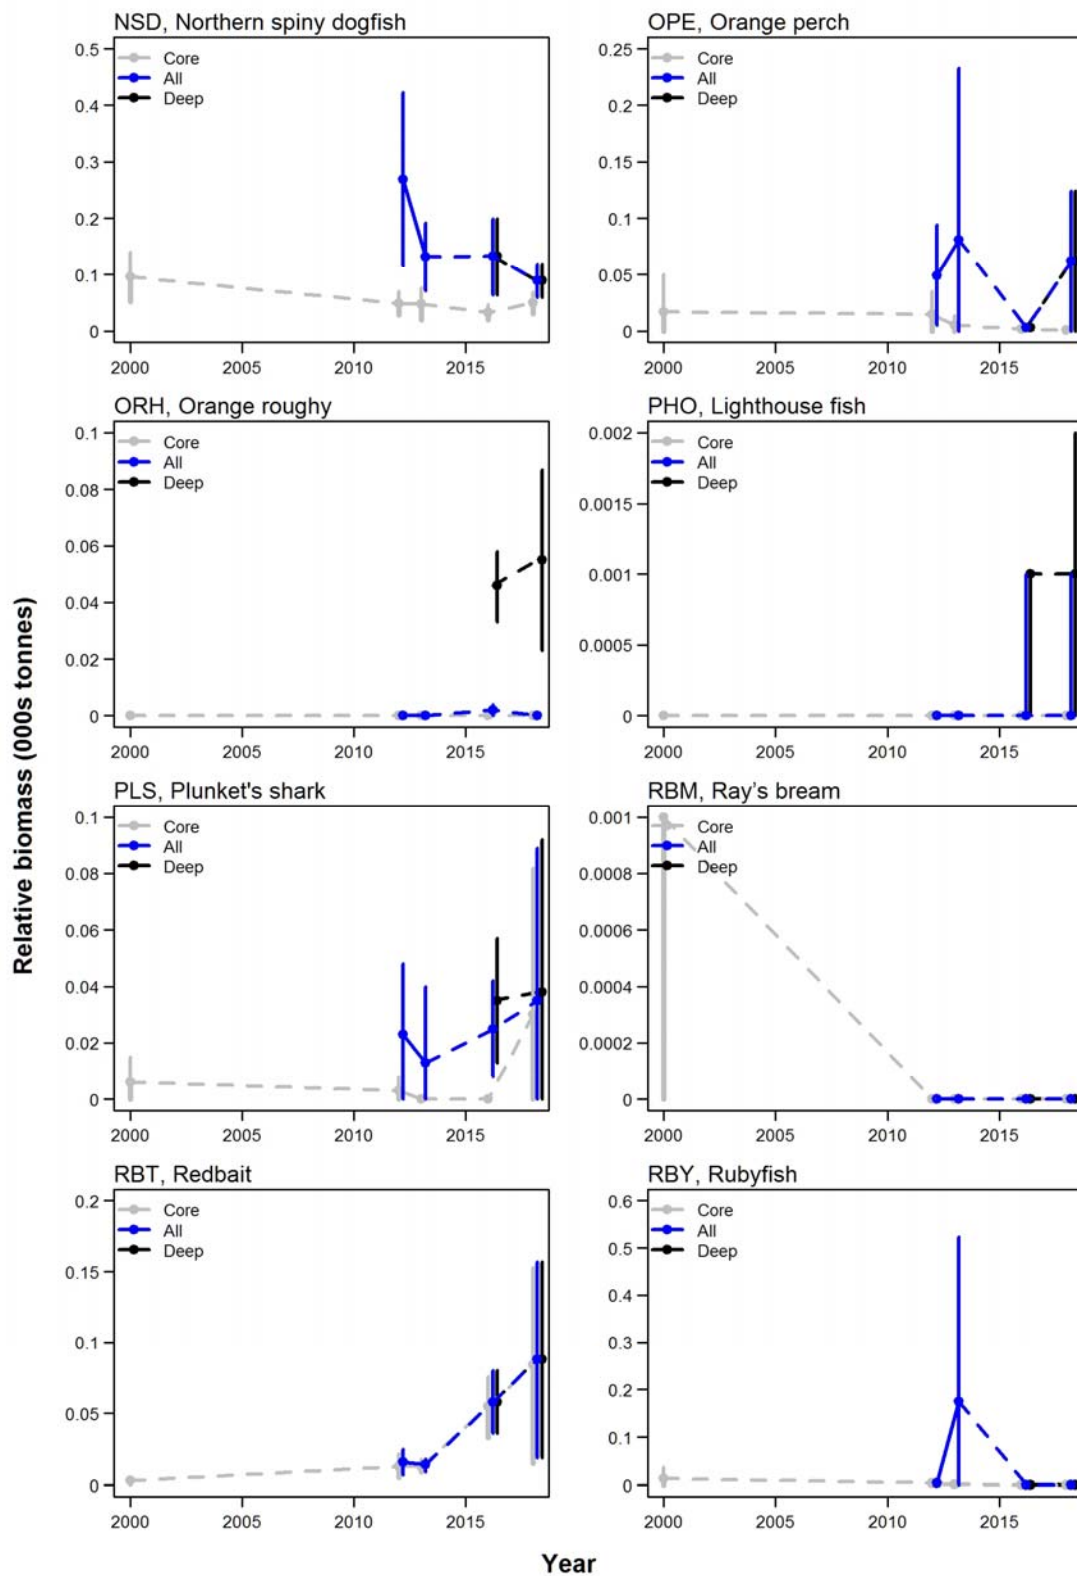 NSD, Northern spiny dogfish
0.5
0.4
0.3
0.2
0.1
0
Core
All
Deep
2000 2005 2010 2015
OPE, Orange perch
0.25
0.2
0.15
0.1
0.05
0
Core
All
Deep
2000 2005 2010 2015
ORH, Orange roughy
0.1
0.08
0.06
0.04
0.02
0
Core
All
Deep
2000 2005 2010 2015
PHO, Lighthouse fish
0.002
0.0015
0.001
0.0005
0
Core
All
Deep
2000 2005 2010 2015
Relative biomass (000s tonnes)
PLS, Plunket's shark
0.1
0.08
0.06
0.04
0.02
0
Core
All
Deep
2000 2005 2010 2015
RBM, Ray’s bream
0.001
0.0008
0.0006
0.0004
0.0002
0
Core
All
Deep
2000 2005 2010 2015
RBT, Redbait
0.2
0.15
0.1
0.05
0
Core
All
Deep
2000 2005 2010 2015
RBY, Rubyfish
0.6
0.5
0.4
0.3
0.2
0.1
0
Core
All
Deep
2000 2005 2010 2015
Year